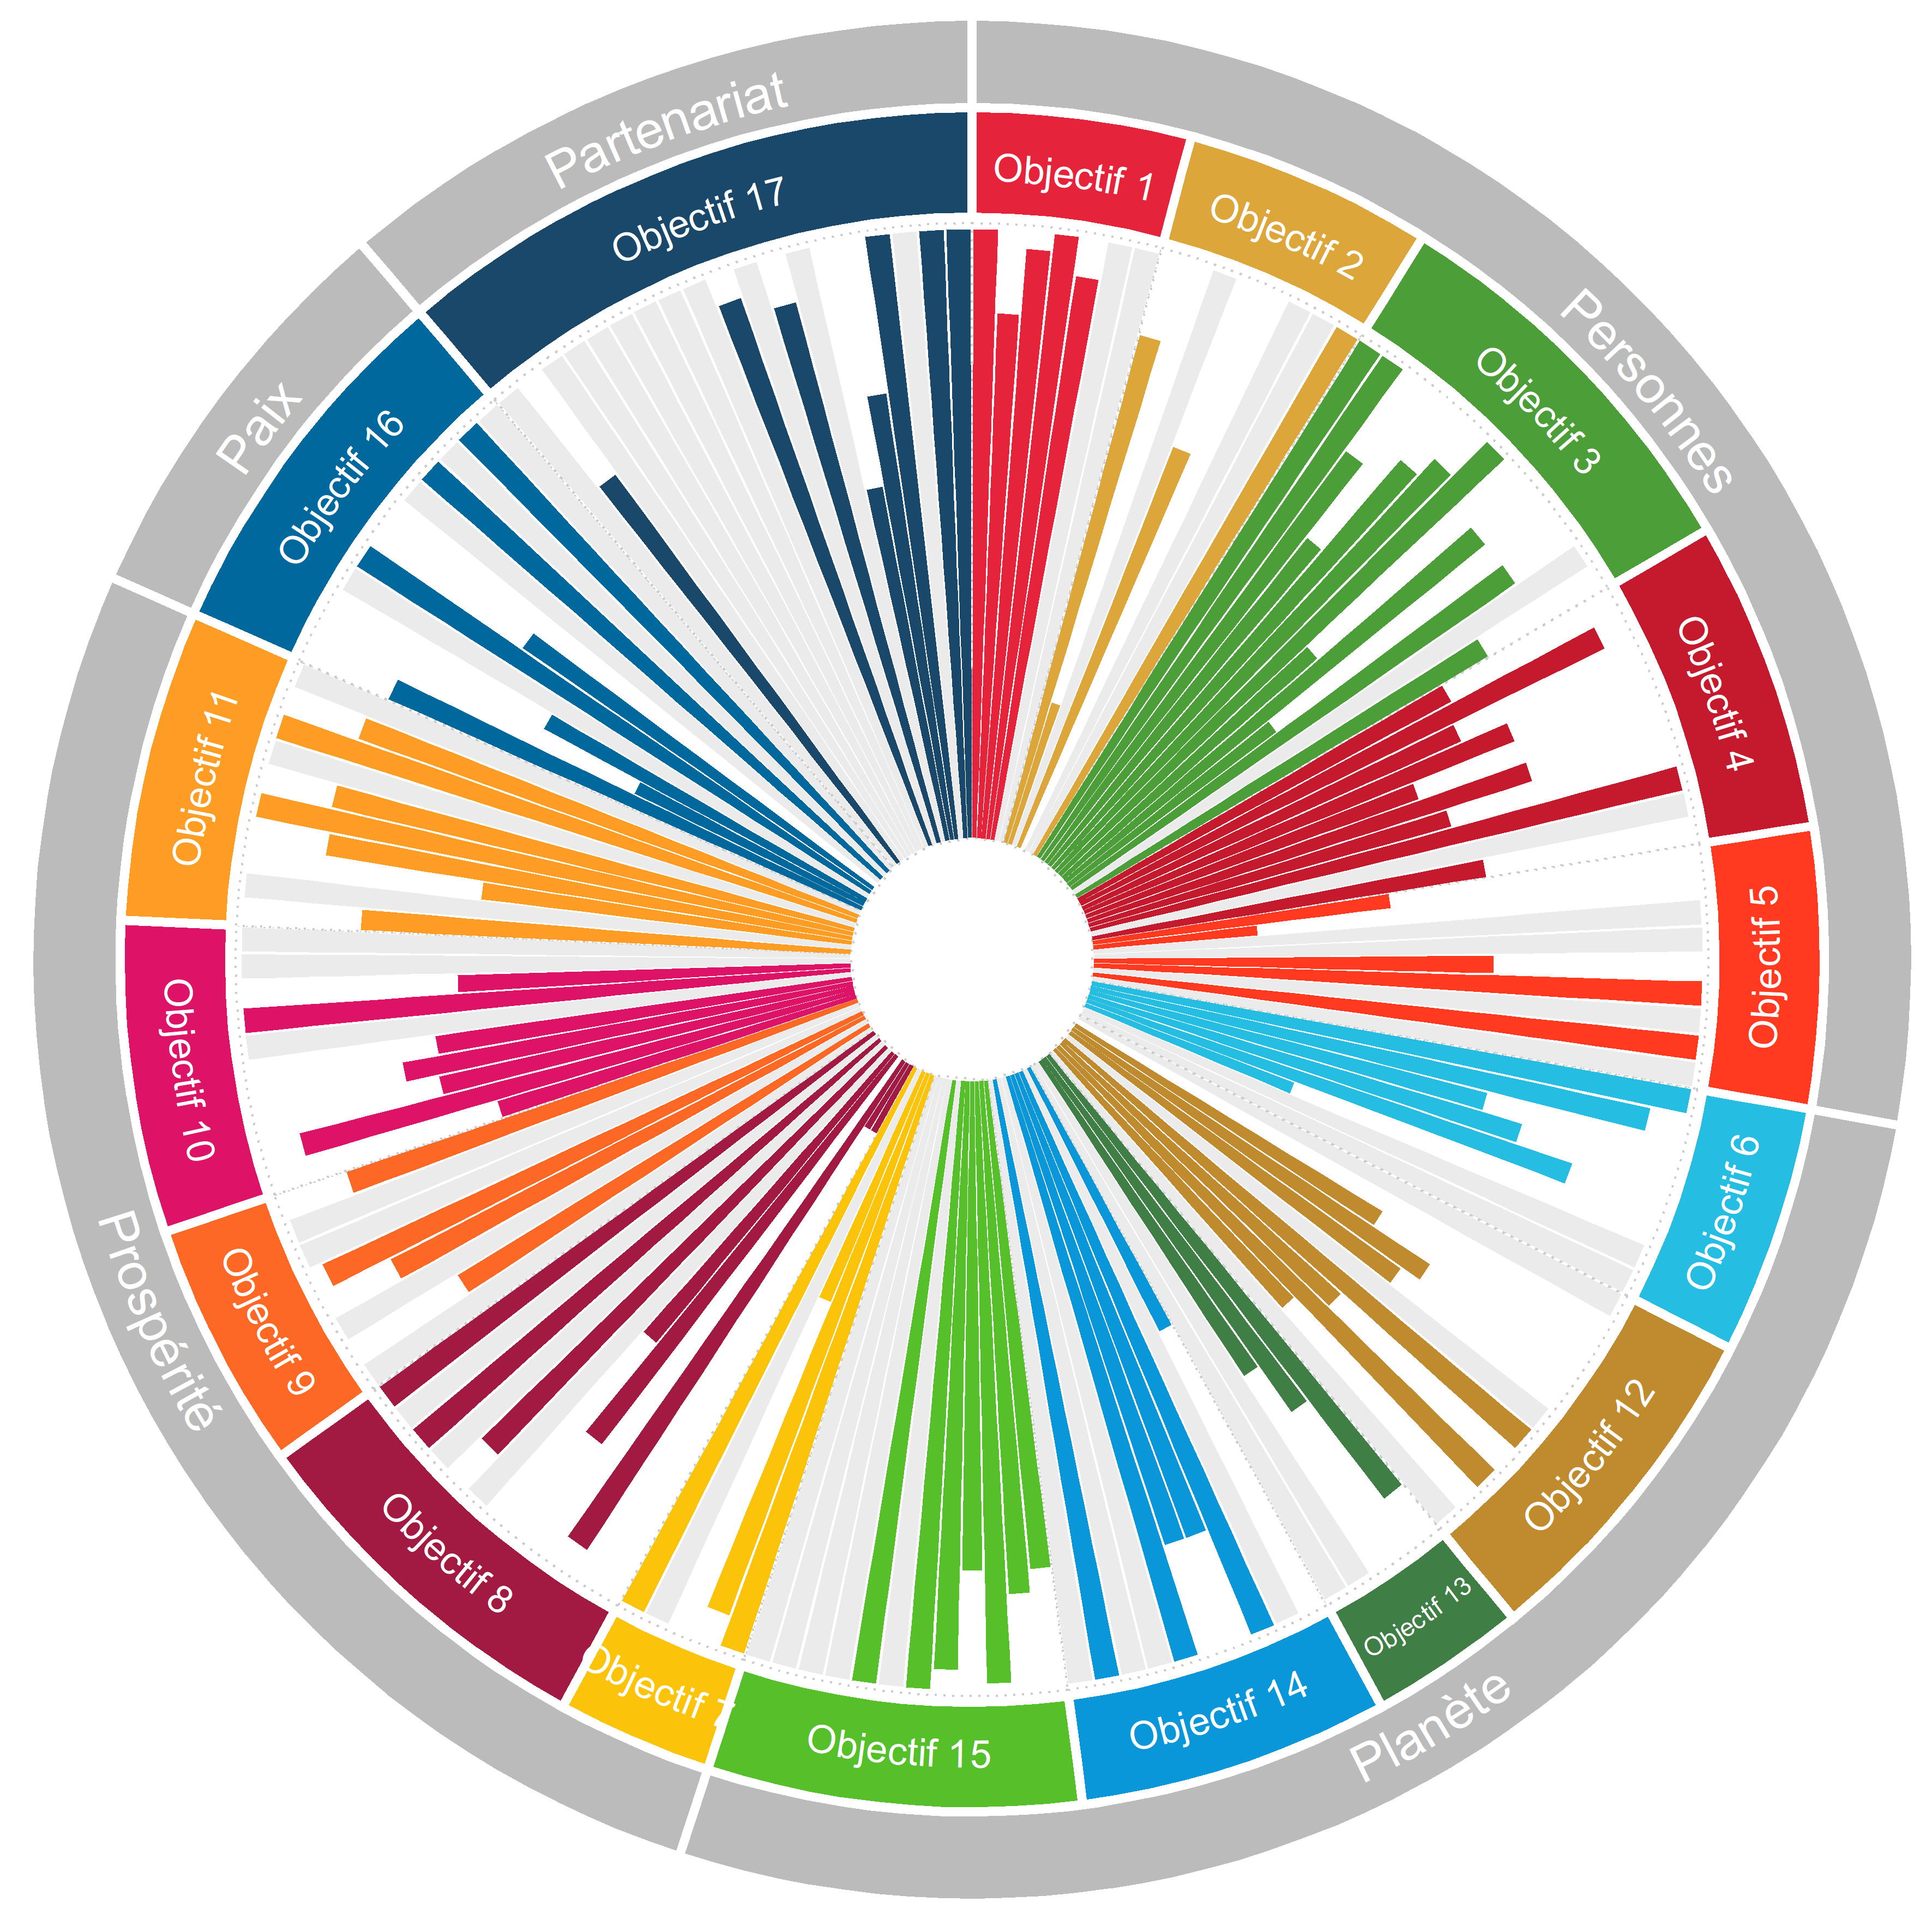 Personnes
Objectif 1
Objectif 2
Objectif 3
Objectif 4
Objectif 5
Planète
Objectif 6
Objectif 12
Objectif 13
Objectif 14
Objectif 15
Prospérité
Objectif 7
Objectif 8
Objectif 9
Objectif 10
Objectif 11
Paix
Objectif 16
Partenariat
Objectif 17